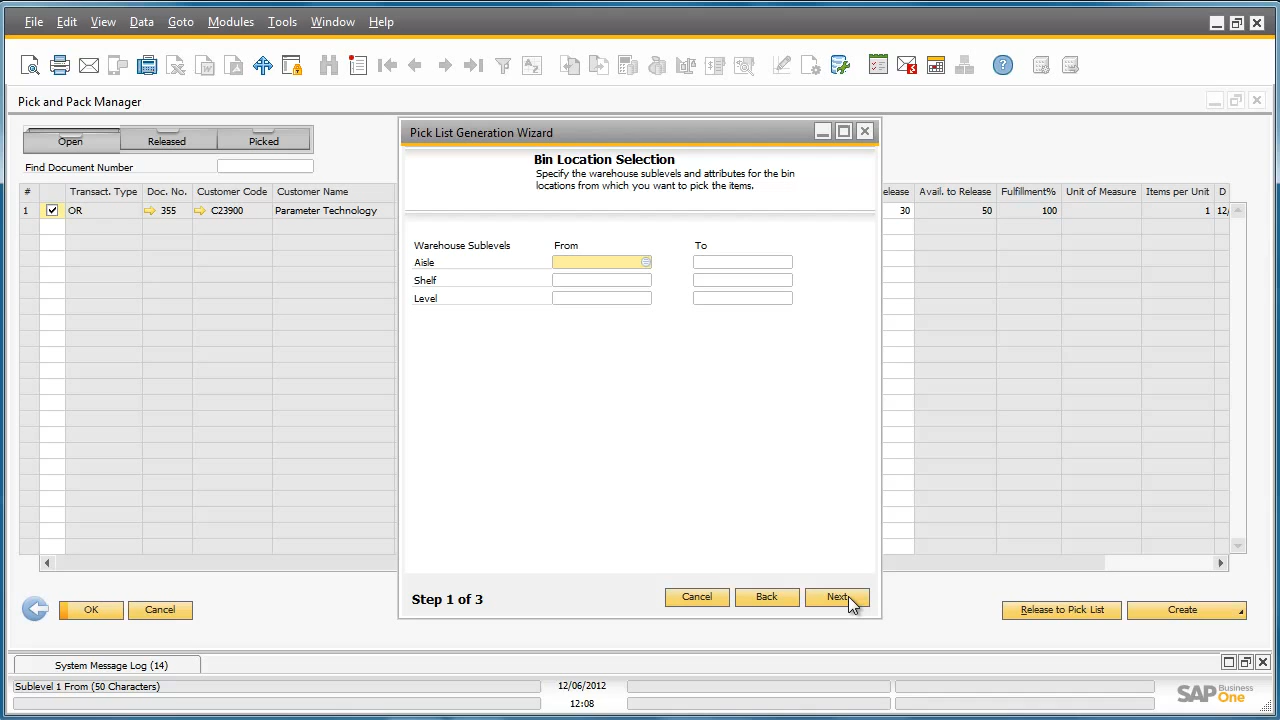 File Edit View Data Goto Modules Tools Window Help
Pick and Pack Manager
Open Released Picked
Find Document Number
# Transact. Type Doc. No. Customer Code Customer Name elease Avail. to Release Fulfillment% Unit of Measure Items per Unit D
1 OR 355 C23900 Parameter Technology 30 50 100 1 12/
Pick List Generation Wizard
Bin Location Selection
Specify the warehouse sublevels and attributes for the bin
locations from which you want to pick the items.
Warehouse Sublevels From To
Aisle
Shelf
Level
Step 1 of 3 Cancel Back Next
OK Cancel Release to Pick List Create
System Message Log (14)
Sublevel 1 From (50 Characters) 12/06/2012
12:08
SAP Business One